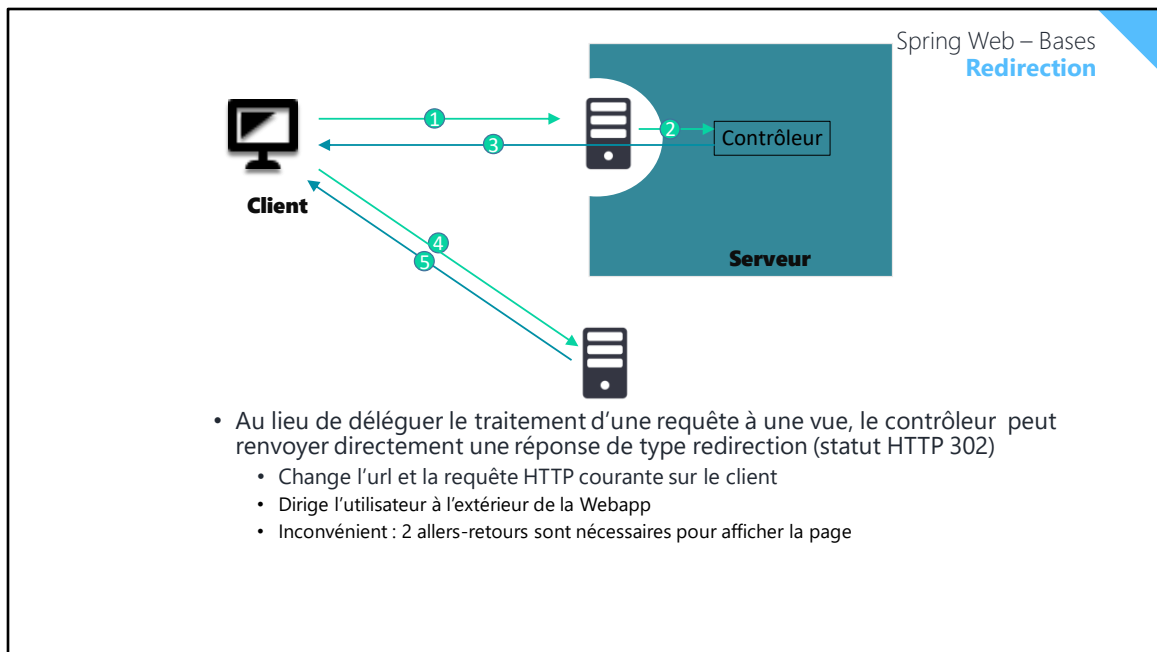 Spring Web – Bases
Redirection
1
2
Contrôleur
3
Client
4
5
Serveur
• Au lieu de déléguer le traitement d’une requête à une vue, le contrôleur peut
renvoyer directement une réponse de type redirection (statut HTTP 302)
• Change l’url et la requête HTTP courante sur le client
• Dirige l’utilisateur à l’extérieur de la Webapp
• Inconvénient : 2 allers-retours sont nécessaires pour afficher la page